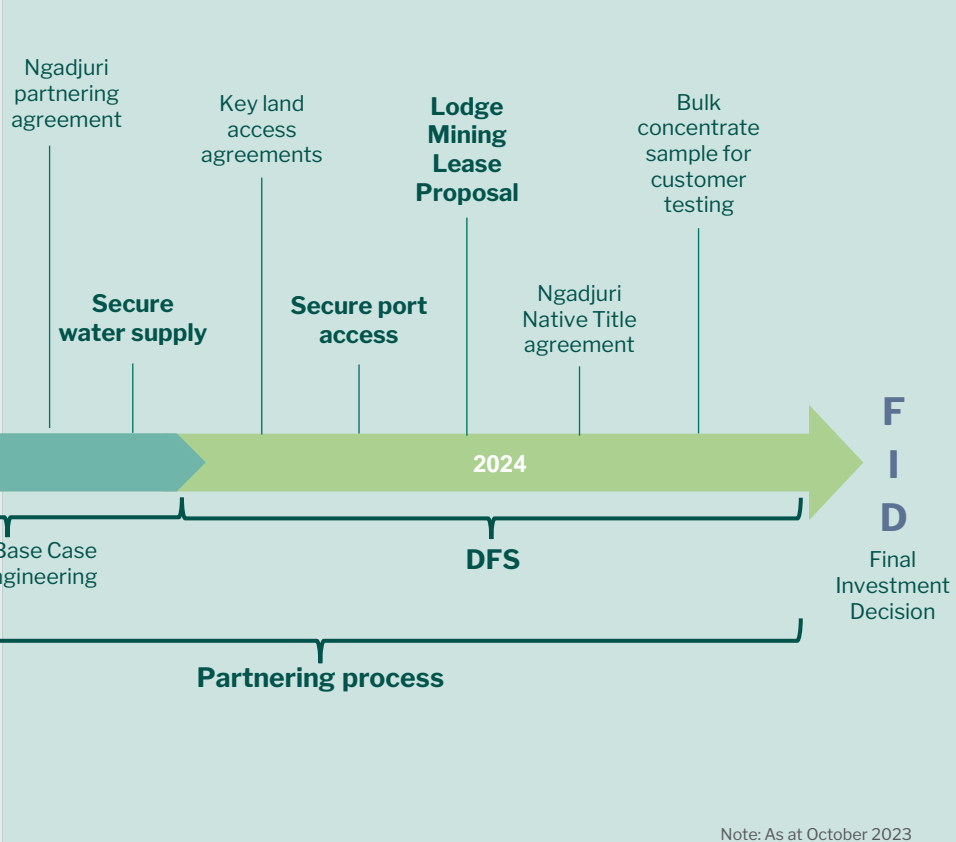 Ngadjuri
partnering
agreement
Key land
access
agreements
Lodge
Mining
Lease
Proposal
Bulk
concentrate
sample for
customer
testing
Secure
water supply
Secure port
access
Ngadjuri
Native Title
agreement
2024
F
I
D
Final
Investment
Decision
Base Case
ngineering
DFS
Partnering process
Note: As at October 2023